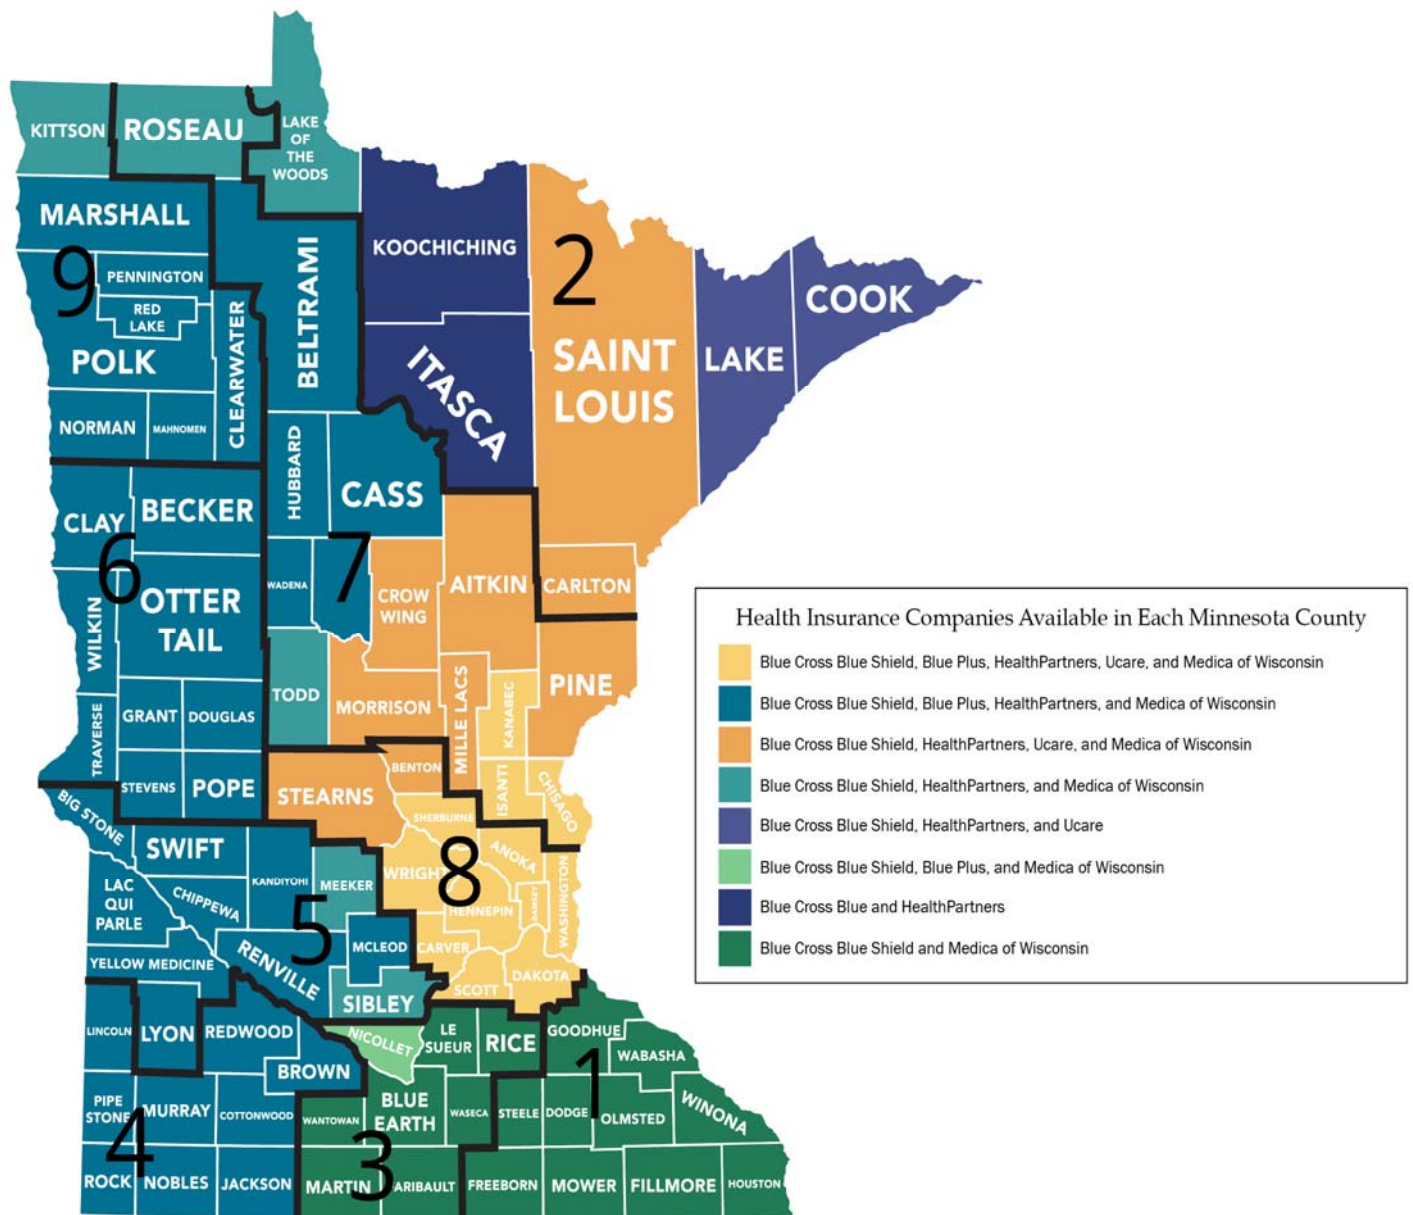 KITTSON
ROSEAU
LAKE
OF
THE
WOODS
MARSHALL
KOOCHICHING
2
9
PENNINGTON
BELTRAMI
COOK
RED
LAKE
CLEARWATER
SAINT
LOUIS
LAKE
POLK
ITASCA
NORMAN
MAHNOMEN
HUBBARD
CASS
CLAY
BECKER
6
7
WADENA
CROW
WING
AITKIN
CARLTON
WILKIN
OTTER
TAIL
TODD
MORRISON
MILLE LACS
KANABEC
PINE
TRAVERSE
GRANT
DOUGLAS
STEVENS
POPE
STEARNS
BENTON
ISANTI
CHISAGO
BIG STONE
SWIFT
SHERBURNE
KANDIYOHI
MEEKER
WRIGHT
8
ANOKA
LAC
QUI
PARLE
CHIPPEWA
5
HENNEPIN
RAMSEY
WASHINGTON
MCLEOD
CARVER
YELLOW MEDICINE
RENVILLE
SIBLEY
SCOTT
DAKOTA
LINCOLN
LYON
REDWOOD
BROWN
NICOLLET
LE
SUEUR
RICE
GOODHUE
WABASHA
1
PIPE
STONE
MURRAY
COTTONWOOD
WANTOWAN
BLUE
EARTH
WASECA
STEELE
DODGE
OLMSTED
WINONA
4
3
ROCK
NOBLES
JACKSON
MARTIN
ARIBAULT
FREEBORN
MOWER
FILLMORE
HOUSTON
Health Insurance Companies Available in Each Minnesota County
Blue Cross Blue Shield, Blue Plus, HealthPartners, Ucare, and Medica of Wisconsin
Blue Cross Blue Shield, Blue Plus, HealthPartners, and Medica of Wisconsin
Blue Cross Blue Shield, HealthPartners, Ucare, and Medica of Wisconsin
Blue Cross Blue Shield, HealthPartners, and Medica of Wisconsin
Blue Cross Blue Shield, HealthPartners, and Ucare
Blue Cross Blue Shield, Blue Plus, and Medica of Wisconsin
Blue Cross Blue and HealthPartners
Blue Cross Blue Shield and Medica of Wisconsin